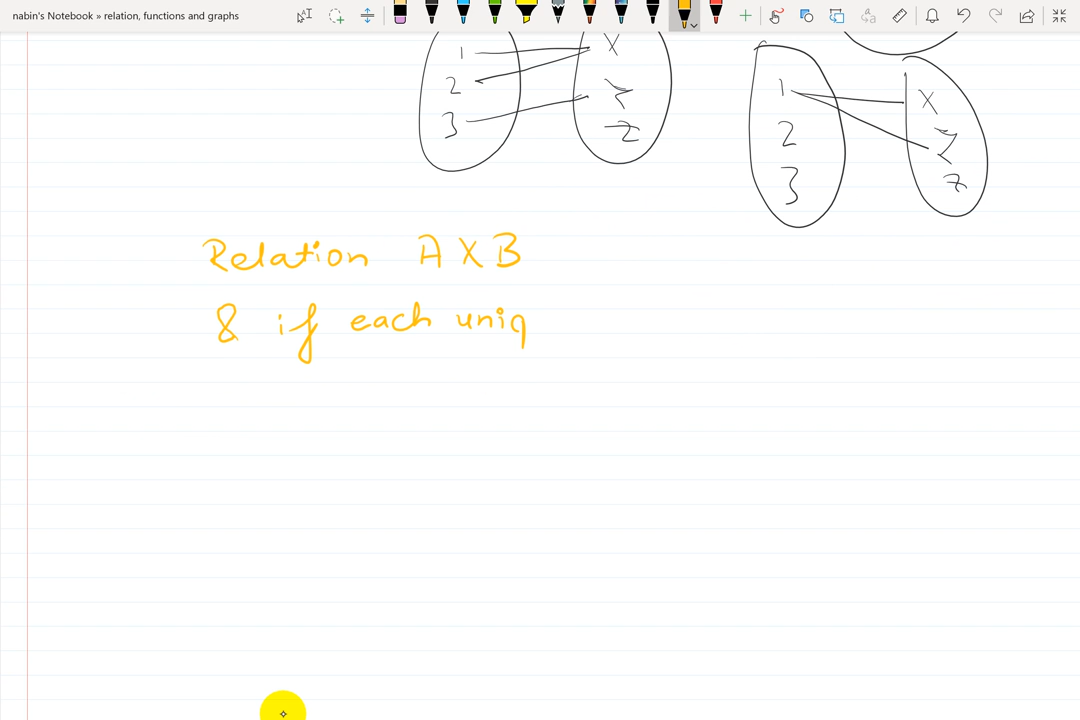 nabin's Notebook » relation, functions and graphs
1 X
2 y
3 z
1 x
2 y
3 z
Relation A X B
& if each uniq